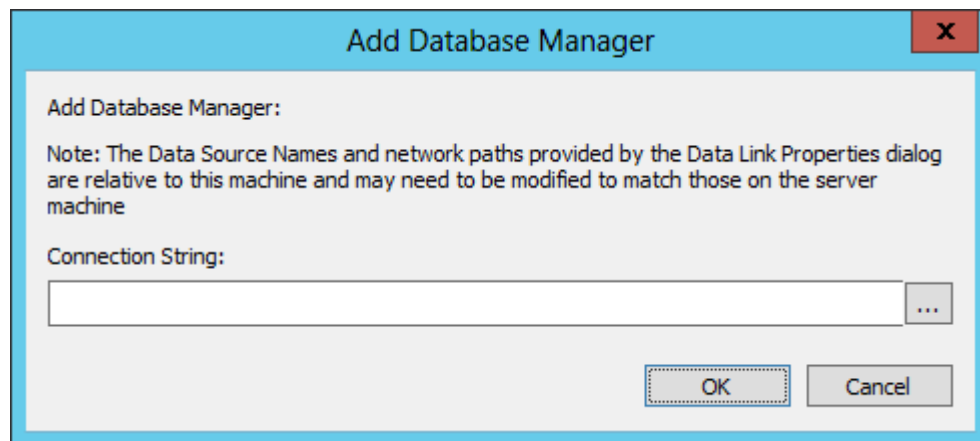 Add Database Manager
x
Add Database Manager:
Note: The Data Source Names and network paths provided by the Data Link Properties dialog
are relative to this machine and may need to be modified to match those on the server
machine
Connection String:
...
OK Cancel